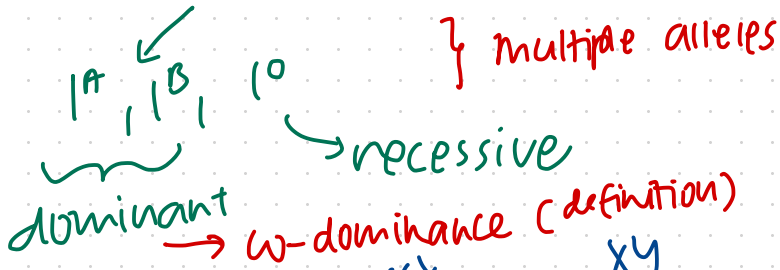 } multiple alleles
I^A, I^B, I^O
→ recessive
dominant
→ co-dominance (definition)
XY